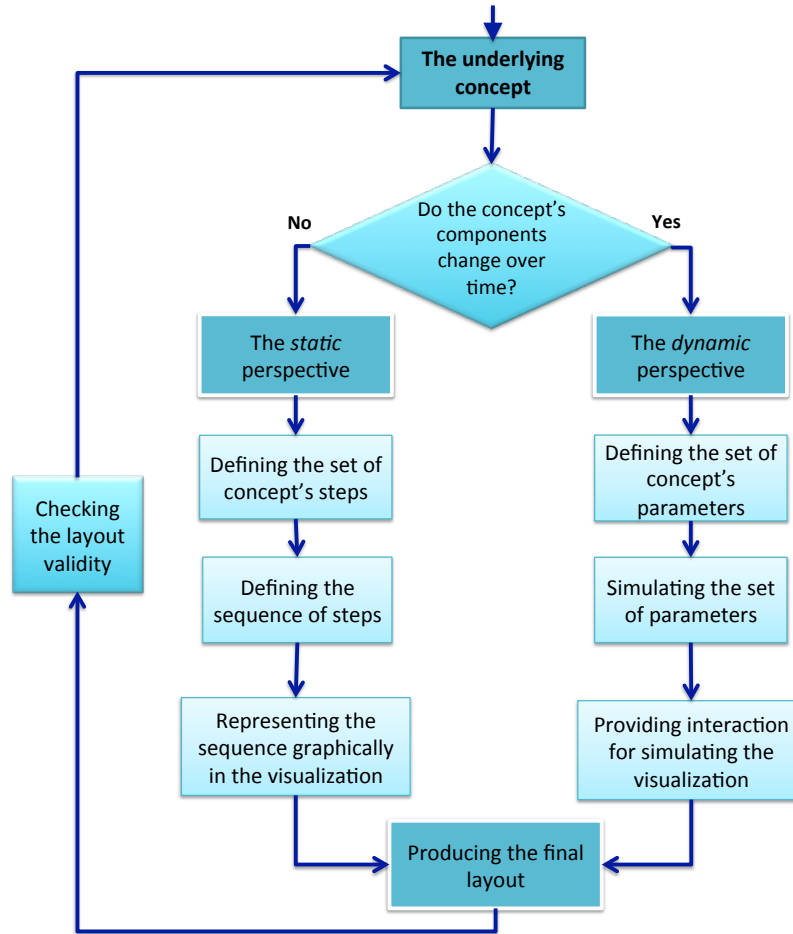 The underlying
concept
Do the concept's
components
change over
time?
No
Yes
The static
perspective
The dynamic
perspective
Defining the set of
concept's steps
Defining the set of
concept's
parameters
Checking
the layout
validity
Defining the
sequence of steps
Simulating the set
of parameters
Representing the
sequence graphically
in the visualization
Providing interaction
for simulating the
visualization
Producing the final
layout